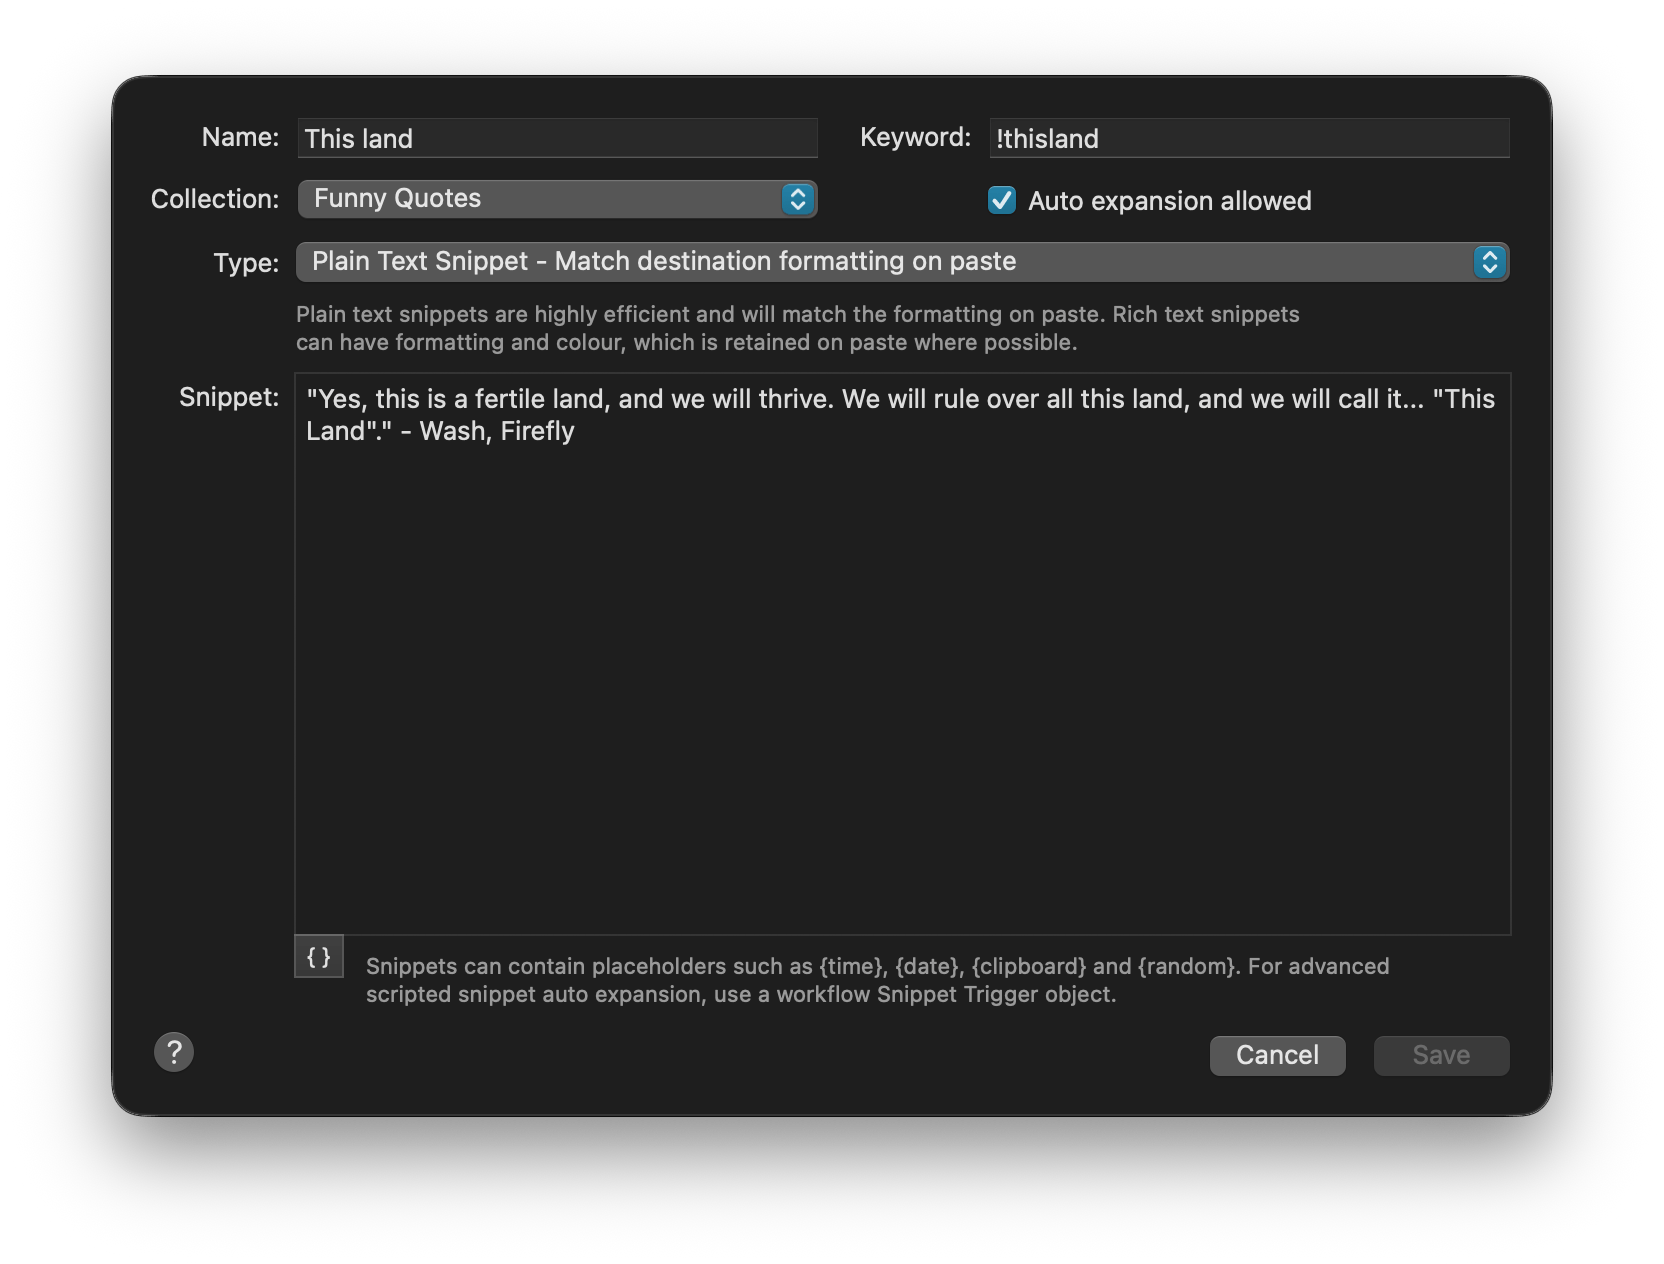 Name: This land Keyword: !thisland
Collection: Funny Quotes Auto expansion allowed
Type: Plain Text Snippet - Match destination formatting on paste
Plain text snippets are highly efficient and will match the formatting on paste. Rich text snippets
can have formatting and colour, which is retained on paste where possible.
Snippet: "Yes, this is a fertile land, and we will thrive. We will rule over all this land, and we will call it... "This
Land"." - Wash, Firefly
{}
Snippets can contain placeholders such as {time}, {date}, {clipboard} and {random}. For advanced
scripted snippet auto expansion, use a workflow Snippet Trigger object.
? Cancel Save